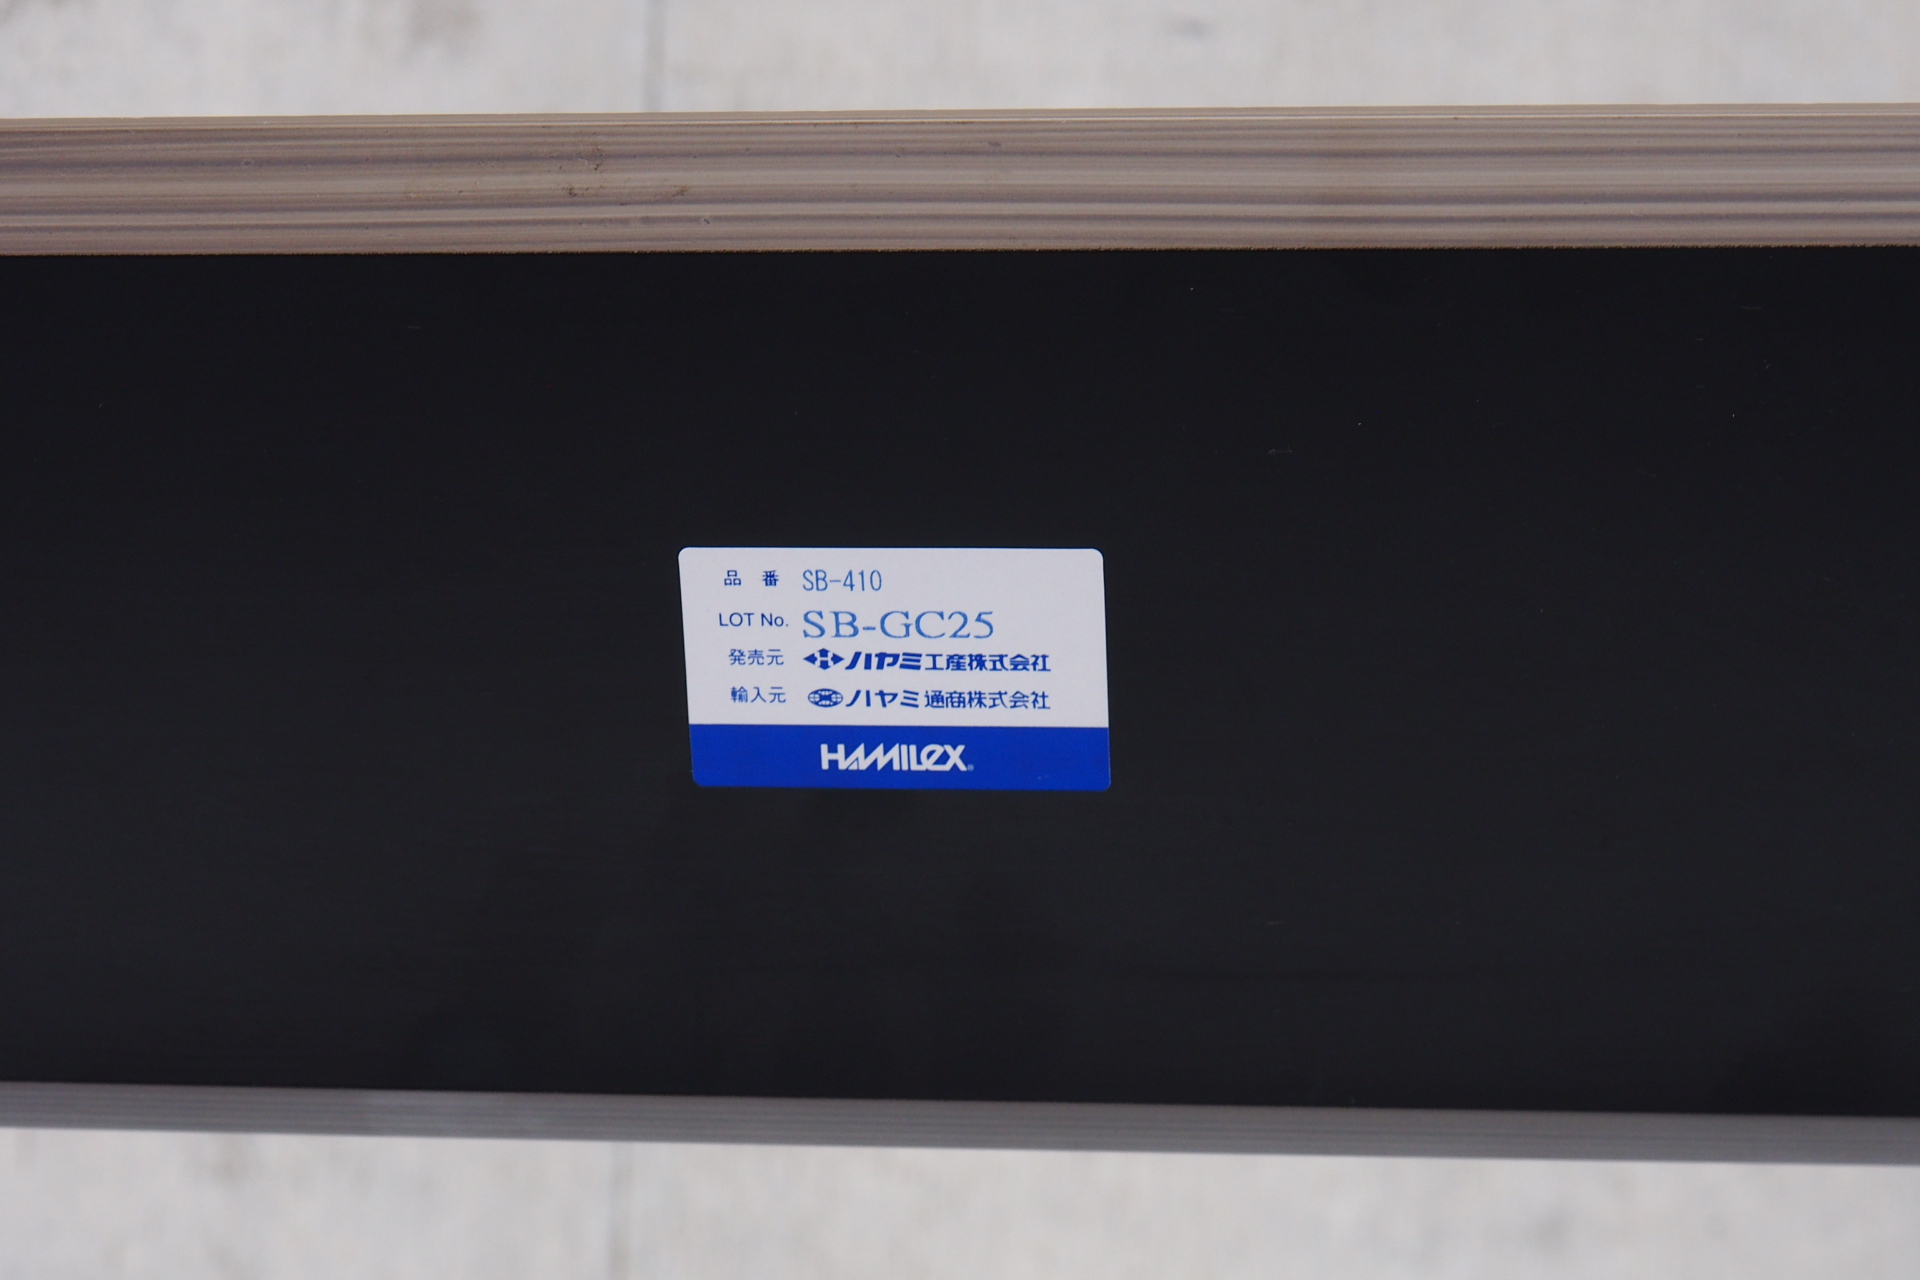 品番 SB-410
LOT No. SB-GC25
発売元 ハヤミ工産株式会社
輸入元 ハヤミ通商株式会社
HAMILEX®